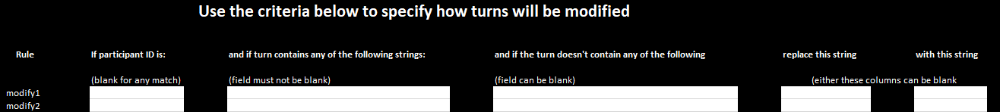 Use the criteria below to specify how turns will be modified
Rule If participant ID is: and if turn contains any of the following strings: and if the turn doesn't contain any of the following replace this string with this string
(blank for any match) (field must not be blank) (field can be blank) (either these columns can be blank
modify1
modify2